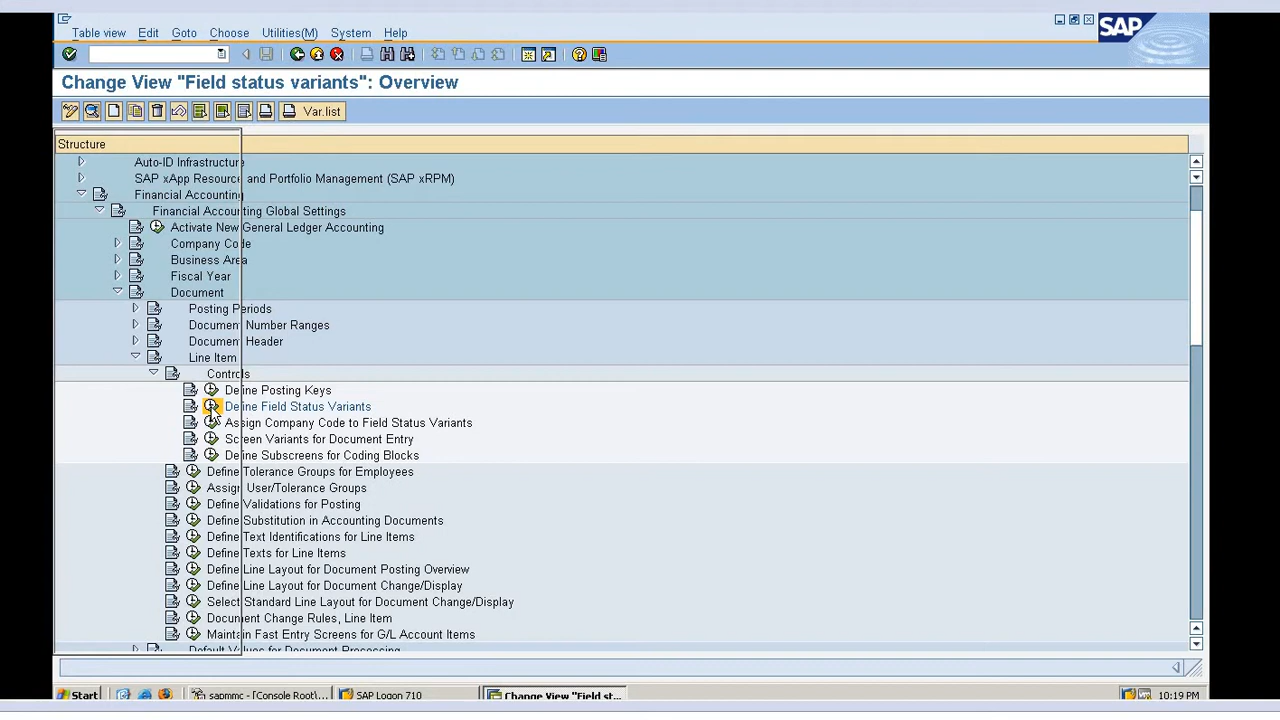 Table view Edit Goto Choose Utilities(M) System Help
SAP
Change View "Field status variants": Overview
Var.list
Structure
Auto-ID Infrastructure
SAP xApp Resource and Portfolio Management (SAP xRPM)
Financial Accounting
Financial Accounting Global Settings
Activate New General Ledger Accounting
Company Code
Business Area
Fiscal Year
Document
Posting Periods
Document Number Ranges
Document Header
Line Item
Controls
Define Posting Keys
Define Field Status Variants
Assign Company Code to Field Status Variants
Screen Variants for Document Entry
Define Subscreens for Coding Blocks
Define Tolerance Groups for Employees
Assign User/Tolerance Groups
Define Validations for Posting
Define Substitution in Accounting Documents
Define Text Identifications for Line Items
Define Texts for Line Items
Define Line Layout for Document Posting Overview
Define Line Layout for Document Change/Display
Select Standard Line Layout for Document Change/Display
Document Change Rules, Line Item
Maintain Fast Entry Screens for G/L Account Items
Default Values for Document Processing
Start sapmmc - [Console Root\... SAP Logon 710 Change View "Field st... 10:19 PM